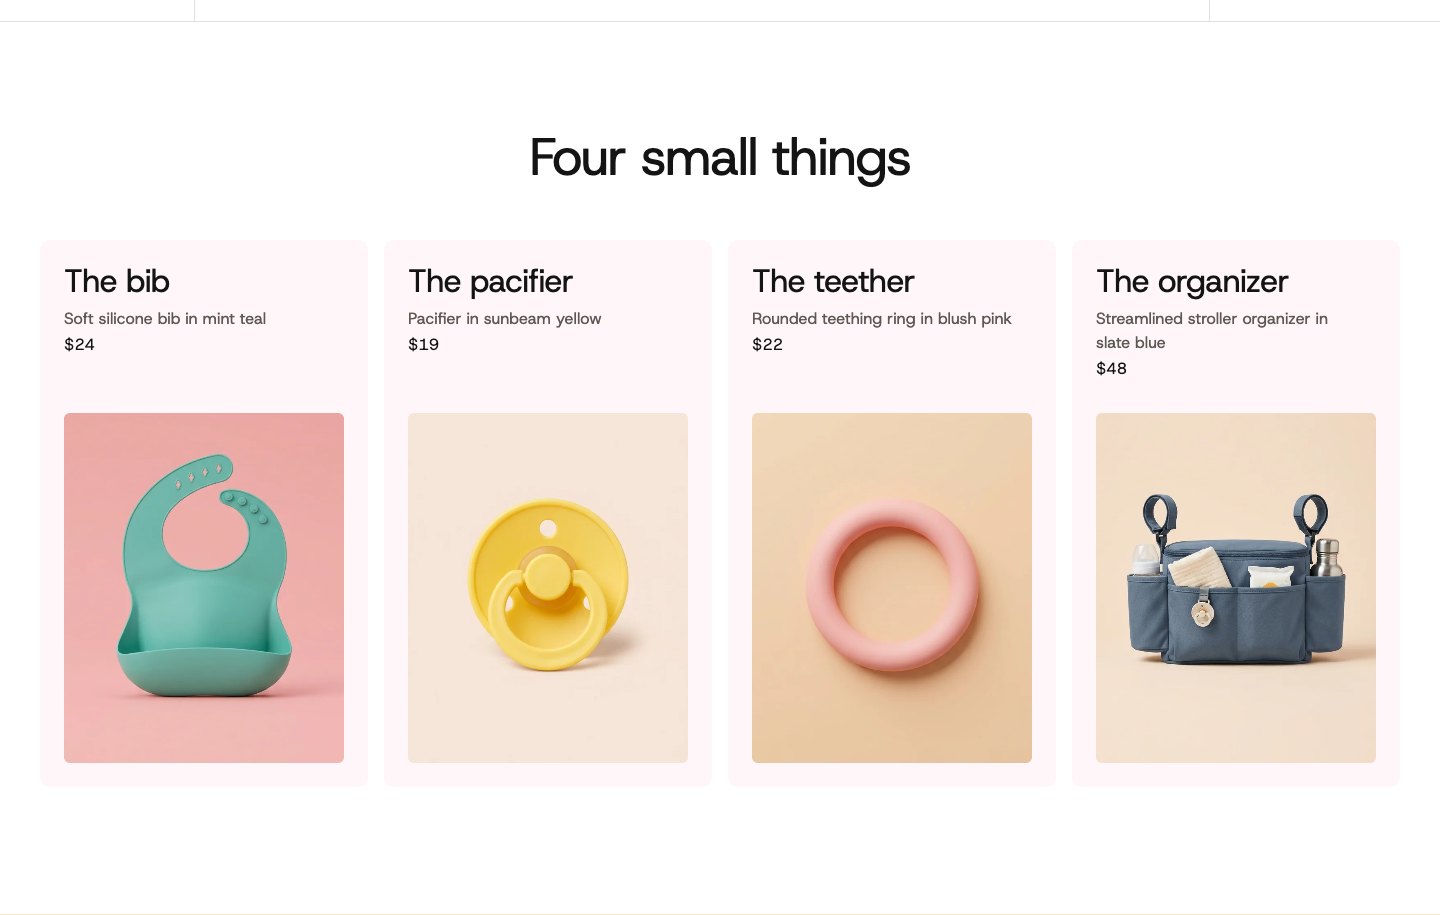 Four small things
The bib
Soft silicone bib in mint teal
$24
The pacifier
Pacifier in sunbeam yellow
$19
The teether
Rounded teething ring in blush pink
$22
The organizer
Streamlined stroller organizer in
slate blue
$48